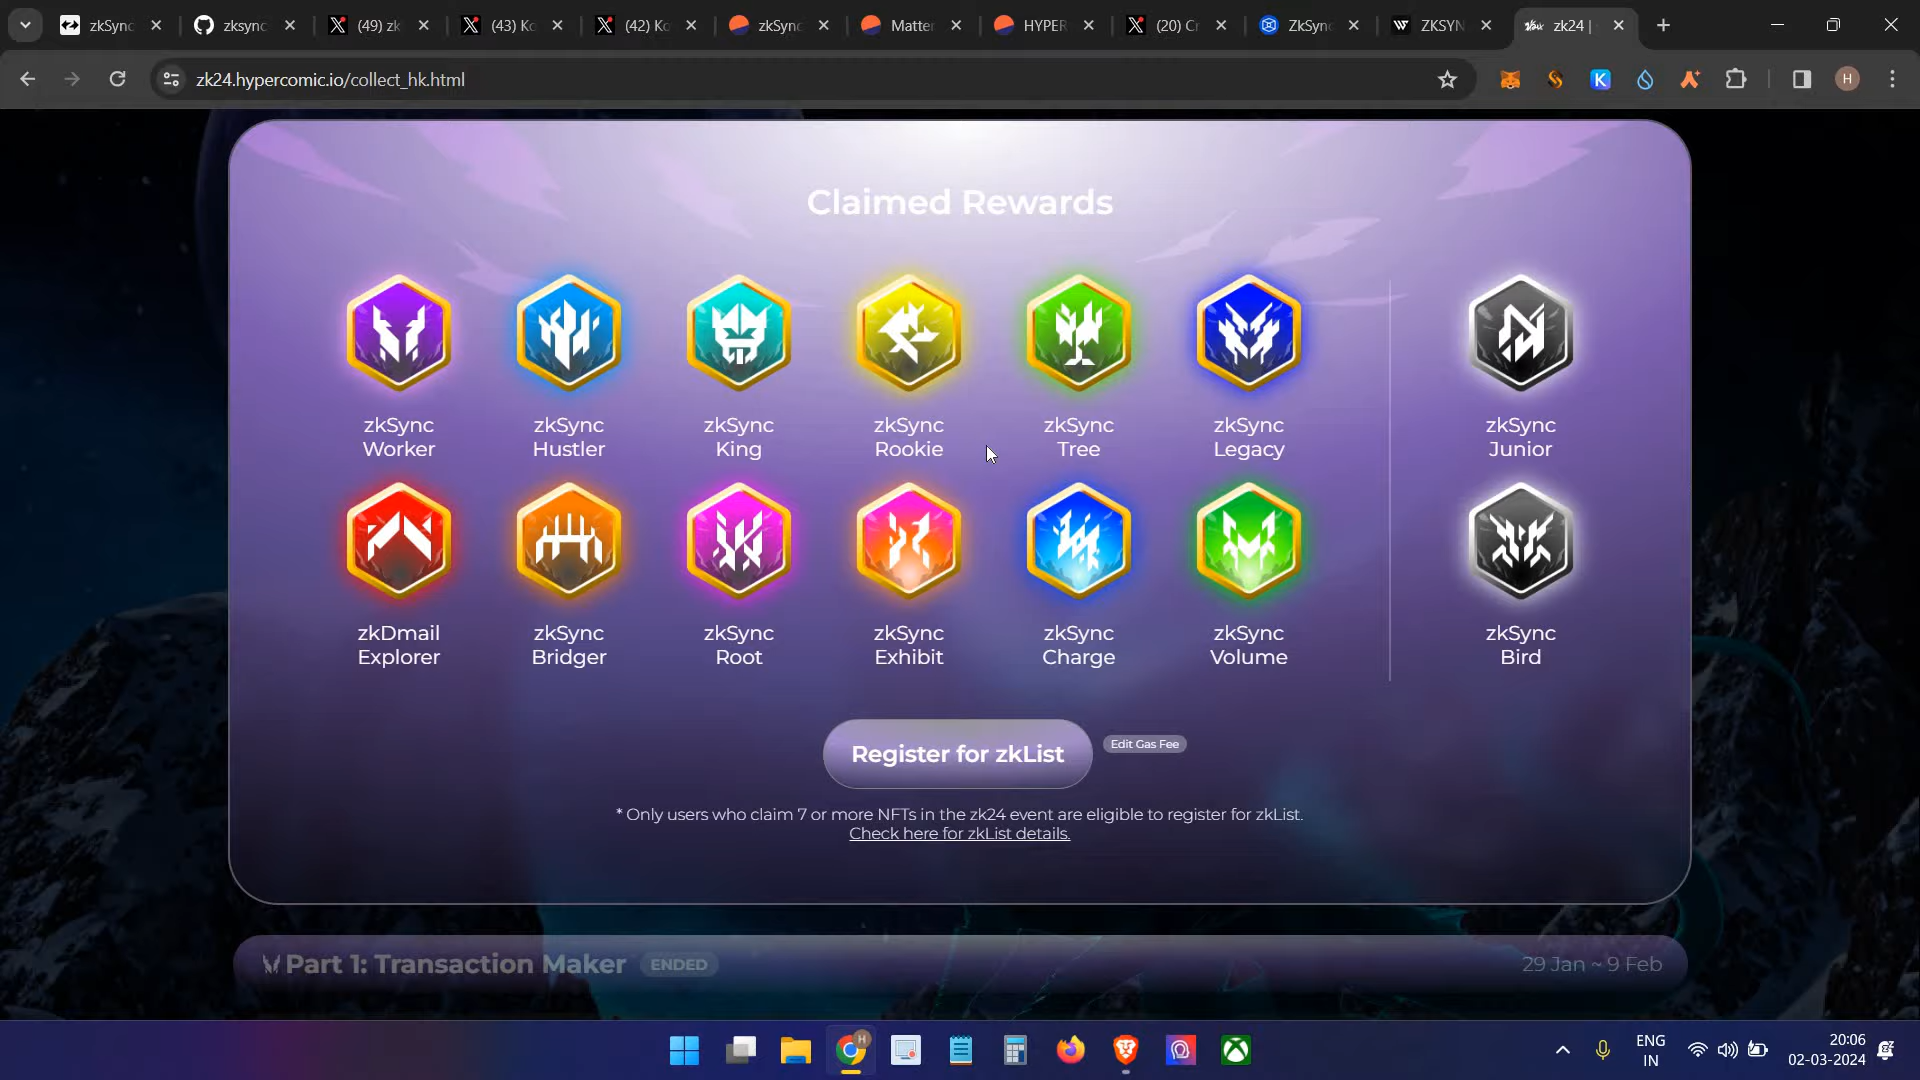 zkSync
zksync-
(49) zk
(43) Ko
(42) Ko
zkSync
Matter
HYPER
(20) Cr
ZkSync
ZKSYN
zk24 |
zk24.hypercomic.io/collect_hk.html
H
Claimed Rewards
zkSync
Worker
zkSync
Hustler
zkSync
King
zkSync
Rookie
zkSync
Tree
zkSync
Legacy
zkSync
Junior
zkDmail
Explorer
zkSync
Bridger
zkSync
Root
zkSync
Exhibit
zkSync
Charge
zkSync
Volume
zkSync
Bird
Register for zkList
Edit Gas Fee
* Only users who claim 7 or more NFTs in the zk24 event are eligible to register for zkList.
Check here for zkList details.
Part 1: Transaction Maker ENDED
29 Jan ~ 9 Feb
ENG
IN
20:06
02-03-2024